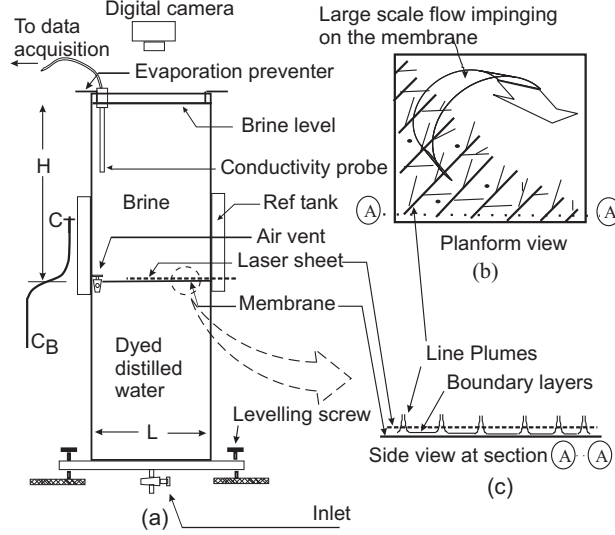 Digital camera
To data
acquisition
Evaporation preventer
Brine level
H
Conductivity probe
Brine
Ref tank
C
Air vent
Laser sheet
Membrane
C_B
Dyed
distilled
water
L
Levelling screw
(a)
Inlet
Large scale flow impinging
on the membrane
A
A
Planform view
(b)
Line Plumes
Boundary layers
Side view at section A - A
(c)